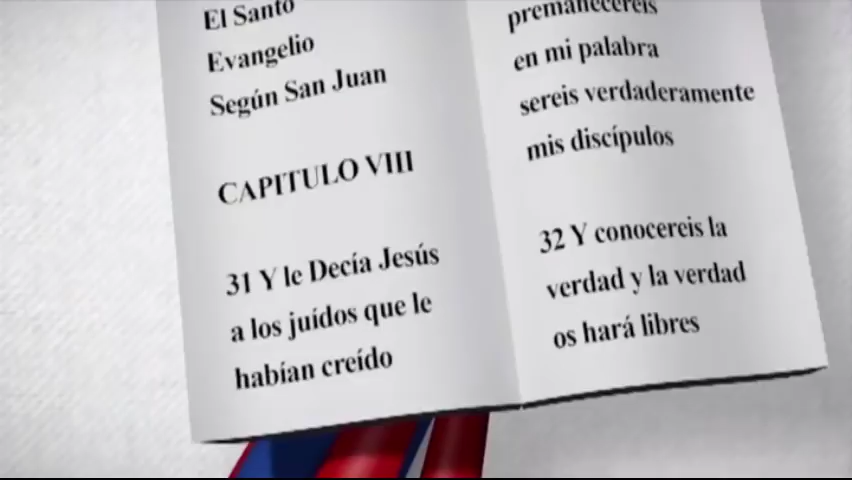 El Santo
Evangelio
Según San Juan
CAPITULO VIII
31 Y le Decía Jesús
a los juídos que le
habían creído
premanecereis
en mi palabra
sereis verdaderamente
mis discípulos
32 Y conocereis la
verdad y la verdad
os hará libres